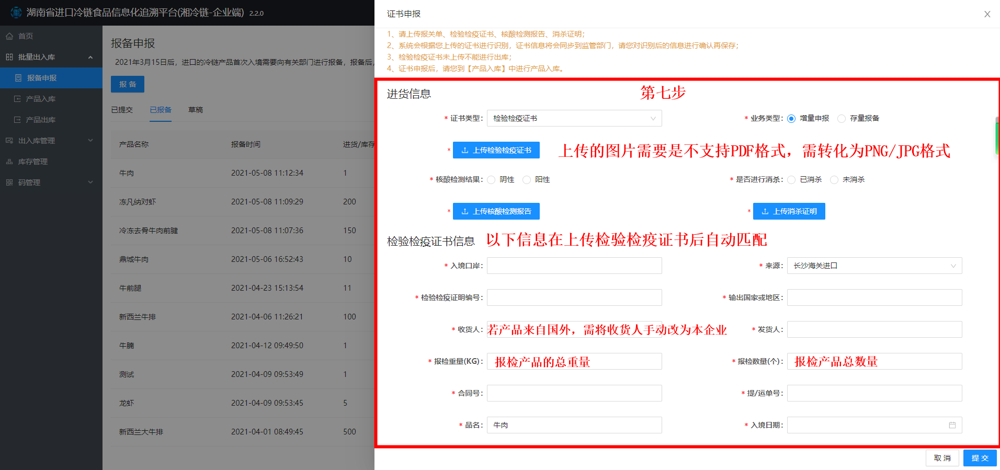 湖南省进口冷链食品信息化追溯平台(湘冷链-企业端) 2.2.0
首页
批量出入库
报备申报
产品入库
产品出库
出入库管理
库存管理
码管理
报备申报
2021年3月15日后，进口的冷链产品首次入境需要向有关部门进行报备，报备后，
报 备
已提交 已报备 草稿
产品名称 报备时间 进货/库存
牛肉 2021-05-08 11:12:34 1
冻凡纳对虾 2021-05-08 11:09:29 200
冷冻去骨牛肉前腱 2021-05-08 11:07:36 150
鼎城牛肉 2021-05-06 16:52:43 10
牛前腿 2021-04-23 15:13:54 11
新西兰牛排 2021-04-06 11:26:21 100
牛腩 2021-04-12 09:49:50 1
测试 2021-04-09 09:53:49 1
龙虾 2021-04-09 09:53:45 5
新西兰大牛排 2021-04-01 08:49:45 500
证书申报
1、请上传报关单、检验检疫证书、核酸检测报告、消杀证明；
2、系统会根据您上传的证书进行识别，证书信息将会同步到监管部门，请您对识别后的信息进行确认再保存；
3、检验检疫证书未上传不能进行出库；
4、证书申报后，请您到【产品入库】中进行产品入库。
进货信息 第七步
* 证书类型： 检验检疫证书 * 业务类型： 增量申报 存量报备
* 上传检验检疫证书 上传的图片需要是不支持PDF格式，需转化为PNG/JPG格式
* 核酸检测结果： 阴性 阳性 * 是否进行消杀： 已消杀 未消杀
* 上传核酸检测报告 * 上传消杀证明
检验检疫证书信息 以下信息在上传检验检疫证书后自动匹配
* 入境口岸： * 来源： 长沙海关进口
* 检验检疫证明编号： * 输出国家或地区：
* 收货人： 若产品来自国外，需将收货人手动改为本企业 * 发货人：
* 报检重量(KG)： 报检产品的总重量 * 报检数量(个)： 报检产品总数量
* 合同号： * 提/运单号：
* 品名： 牛肉 * 入境日期：
取 消 提 交